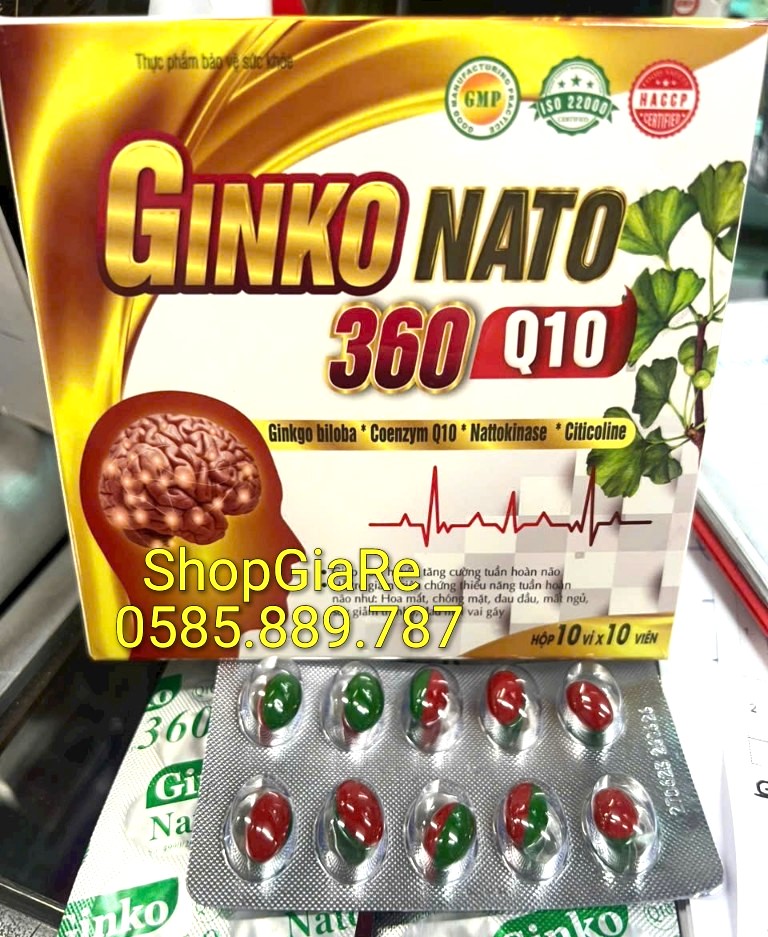 Thực phẩm bảo vệ sức khỏe
GOOD MANUFACTURING PRACTICE
GMP
ISO 22000
CERTIFIED
HACCP
CERTIFIED
GINKO NATO
360 Q10
Ginkgo biloba * Coenzym Q10 * Nattokinase * Citicoline
tăng cường tuần hoàn não
chứng thiểu năng tuần hoàn
não như: Hoa mắt, chóng mặt, đau đầu, mất ngủ,
vai gáy
ShopGiaRe
0585.889.787
HỘP 10 VỈ X 10 VIÊN
360
Ginko
Nato
Q10